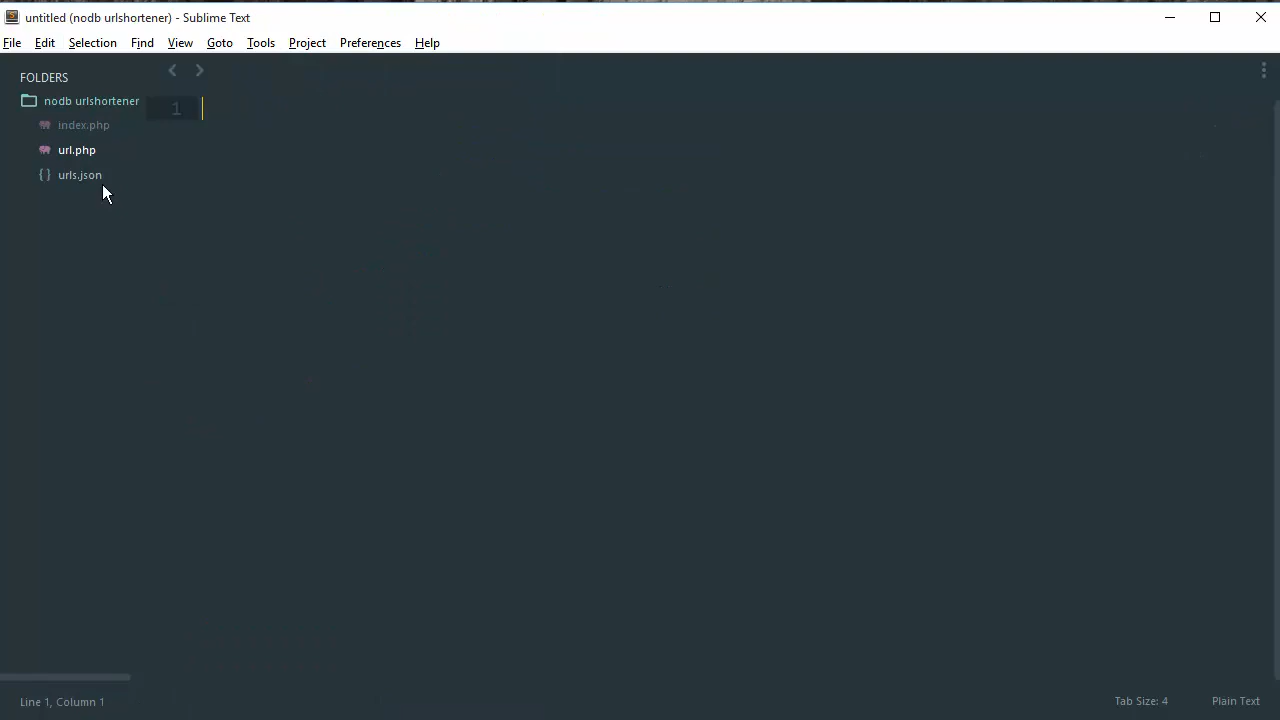 untitled (nodb urlshortener) - Sublime Text
File Edit Selection Find View Goto Tools Project Preferences Help
FOLDERS
nodb urlshortener
index.php
url.php
urls.json
1
Line 1, Column 1
Tab Size: 4
Plain Text